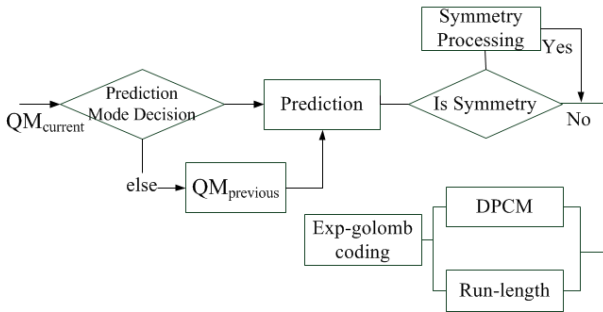 Symmetry
Processing
Yes
Prediction
Mode Decision
QMcurrent
Prediction
Is Symmetry
No
else
QMprevious
DPCM
Exp-golomb
coding
Run-length